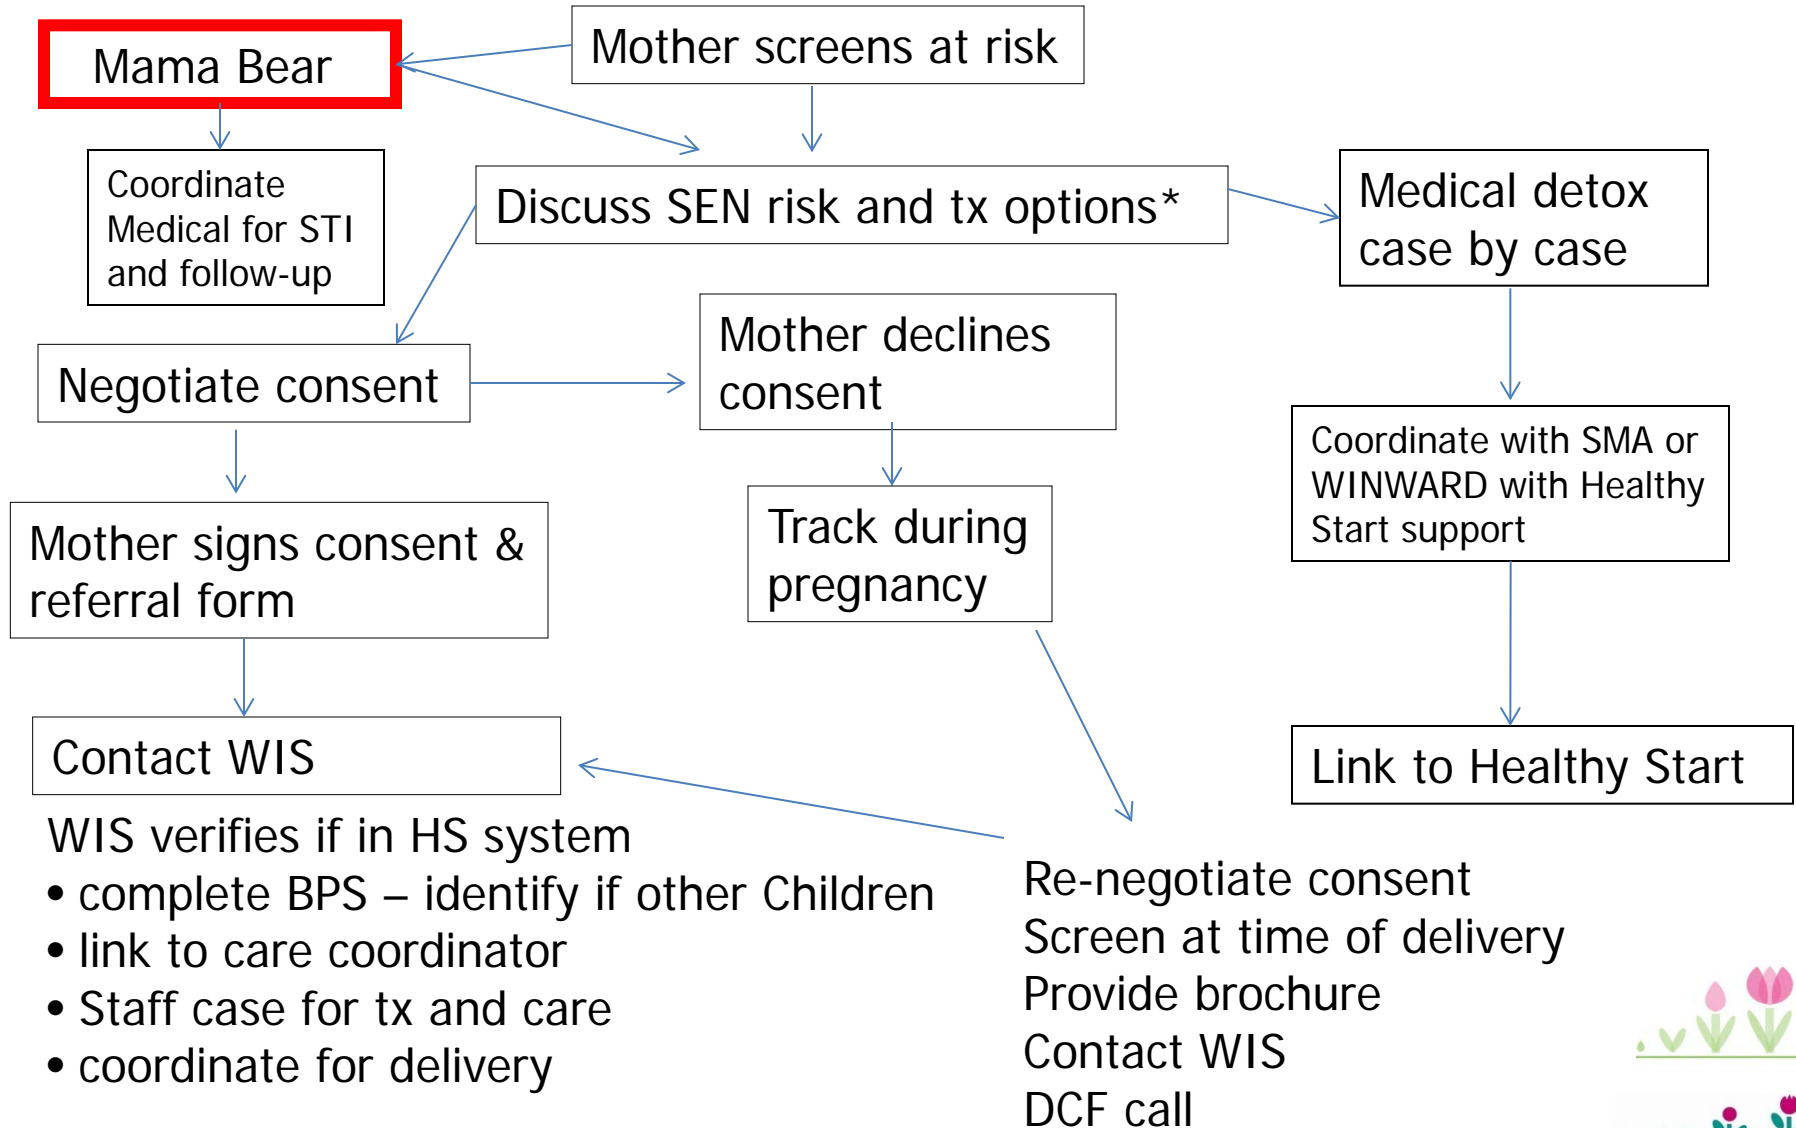 Mama Bear
Mother screens at risk
Coordinate
Medical for STI
and follow-up
Discuss SEN risk and tx options*
Medical detox
case by case
Negotiate consent
Mother declines
consent
Coordinate with SMA or
WINWARD with Healthy
Start support
Mother signs consent &
referral form
Track during
pregnancy
Contact WIS
Link to Healthy Start
WIS verifies if in HS system
• complete BPS – identify if other Children
• link to care coordinator
• Staff case for tx and care
• coordinate for delivery
Re-negotiate consent
Screen at time of delivery
Provide brochure
Contact WIS
DCF call